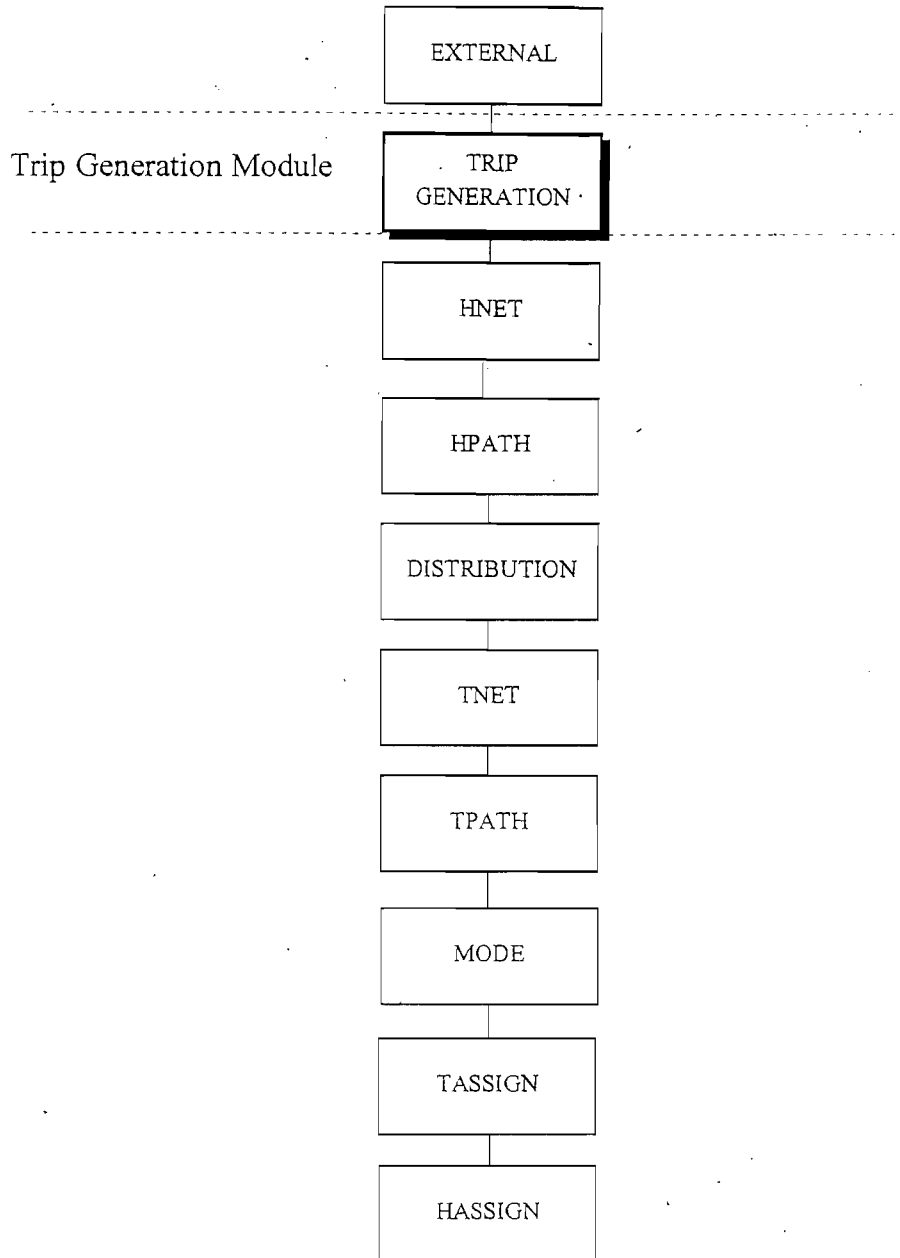 EXTERNAL
Trip Generation Module
TRIP
GENERATION
HNET
HPATH
DISTRIBUTION
TNET
TPATH
MODE
TASSIGN
HASSIGN